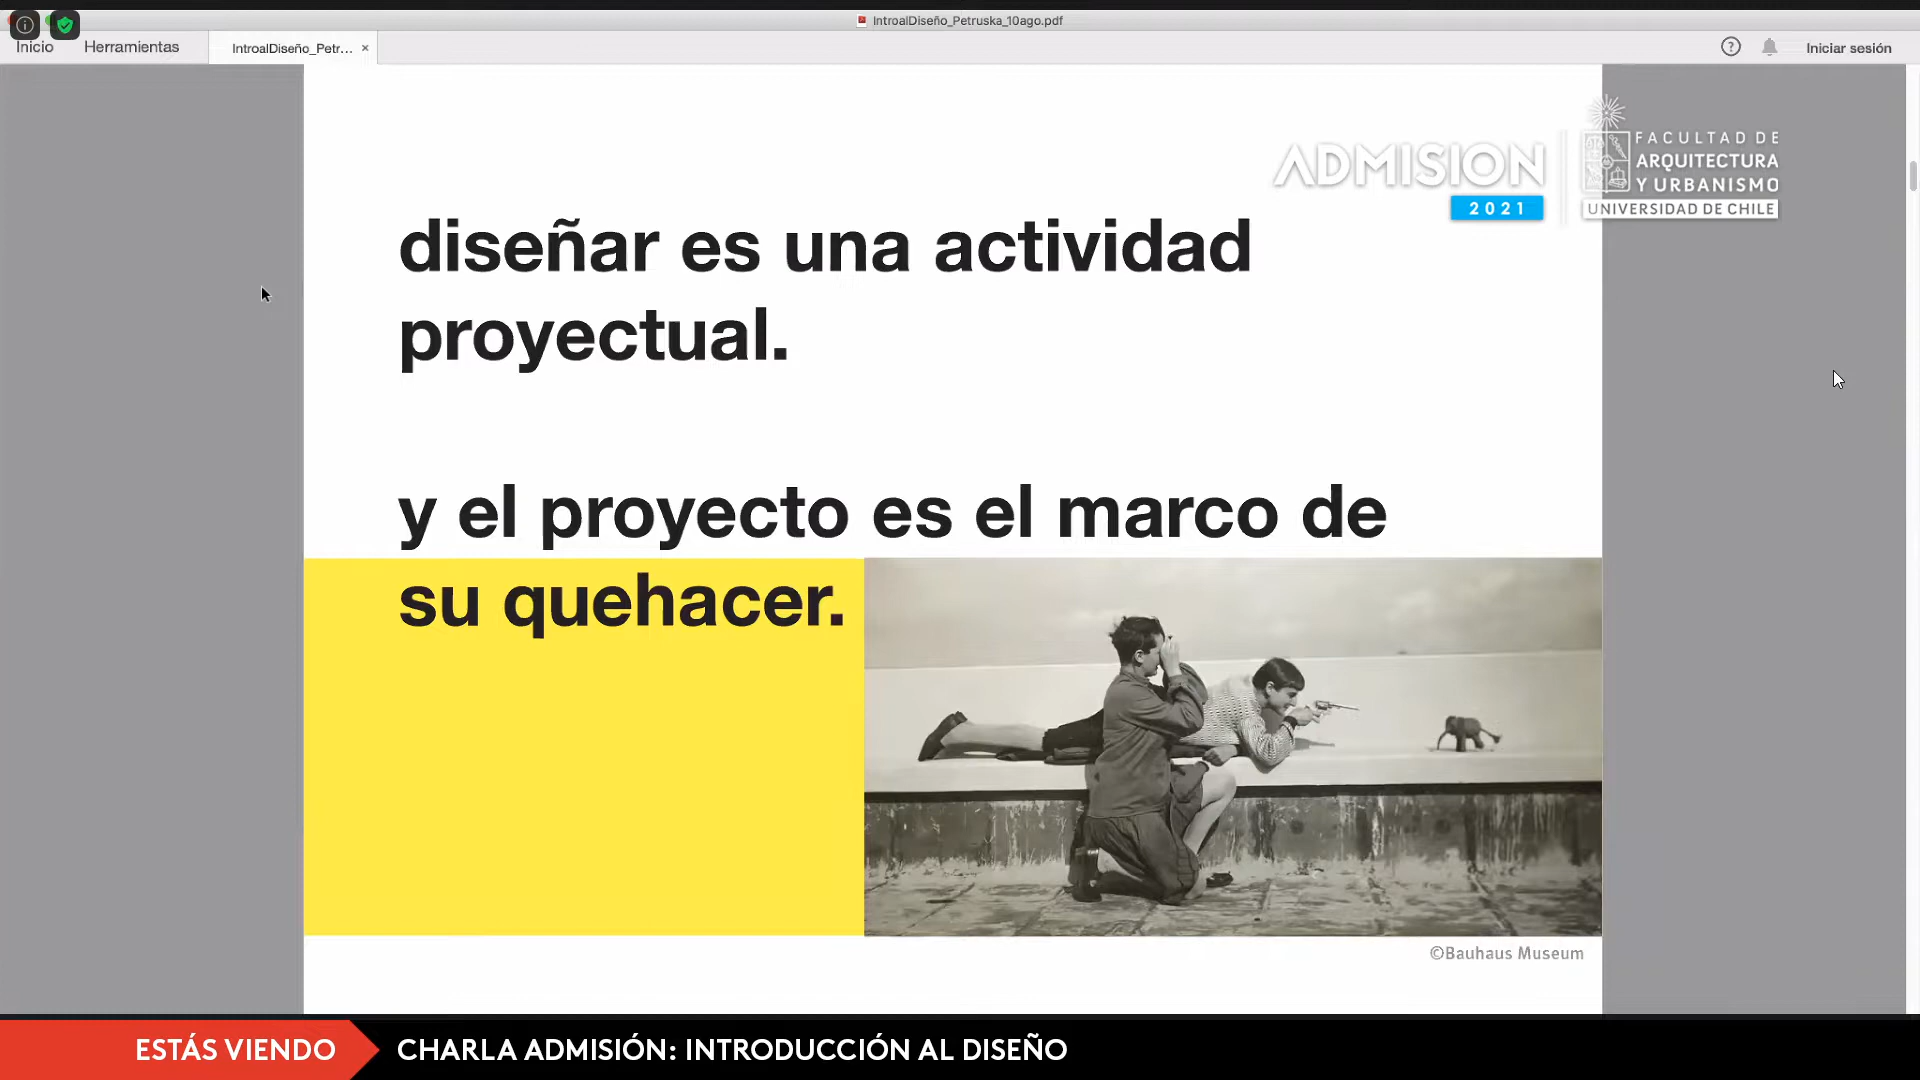 IntroalDiseño_Petruska_10ago.pdf
Inicio
Herramientas
IntroalDiseño_Petr... ×
Iniciar sesión
ADMISION
2021
FACULTAD DE
ARQUITECTURA
Y URBANISMO
UNIVERSIDAD DE CHILE
diseñar es una actividad
proyectual.
y el proyecto es el marco de
su quehacer.
©Bauhaus Museum
ESTÁS VIENDO
CHARLA ADMISIÓN: INTRODUCCIÓN AL DISEÑO